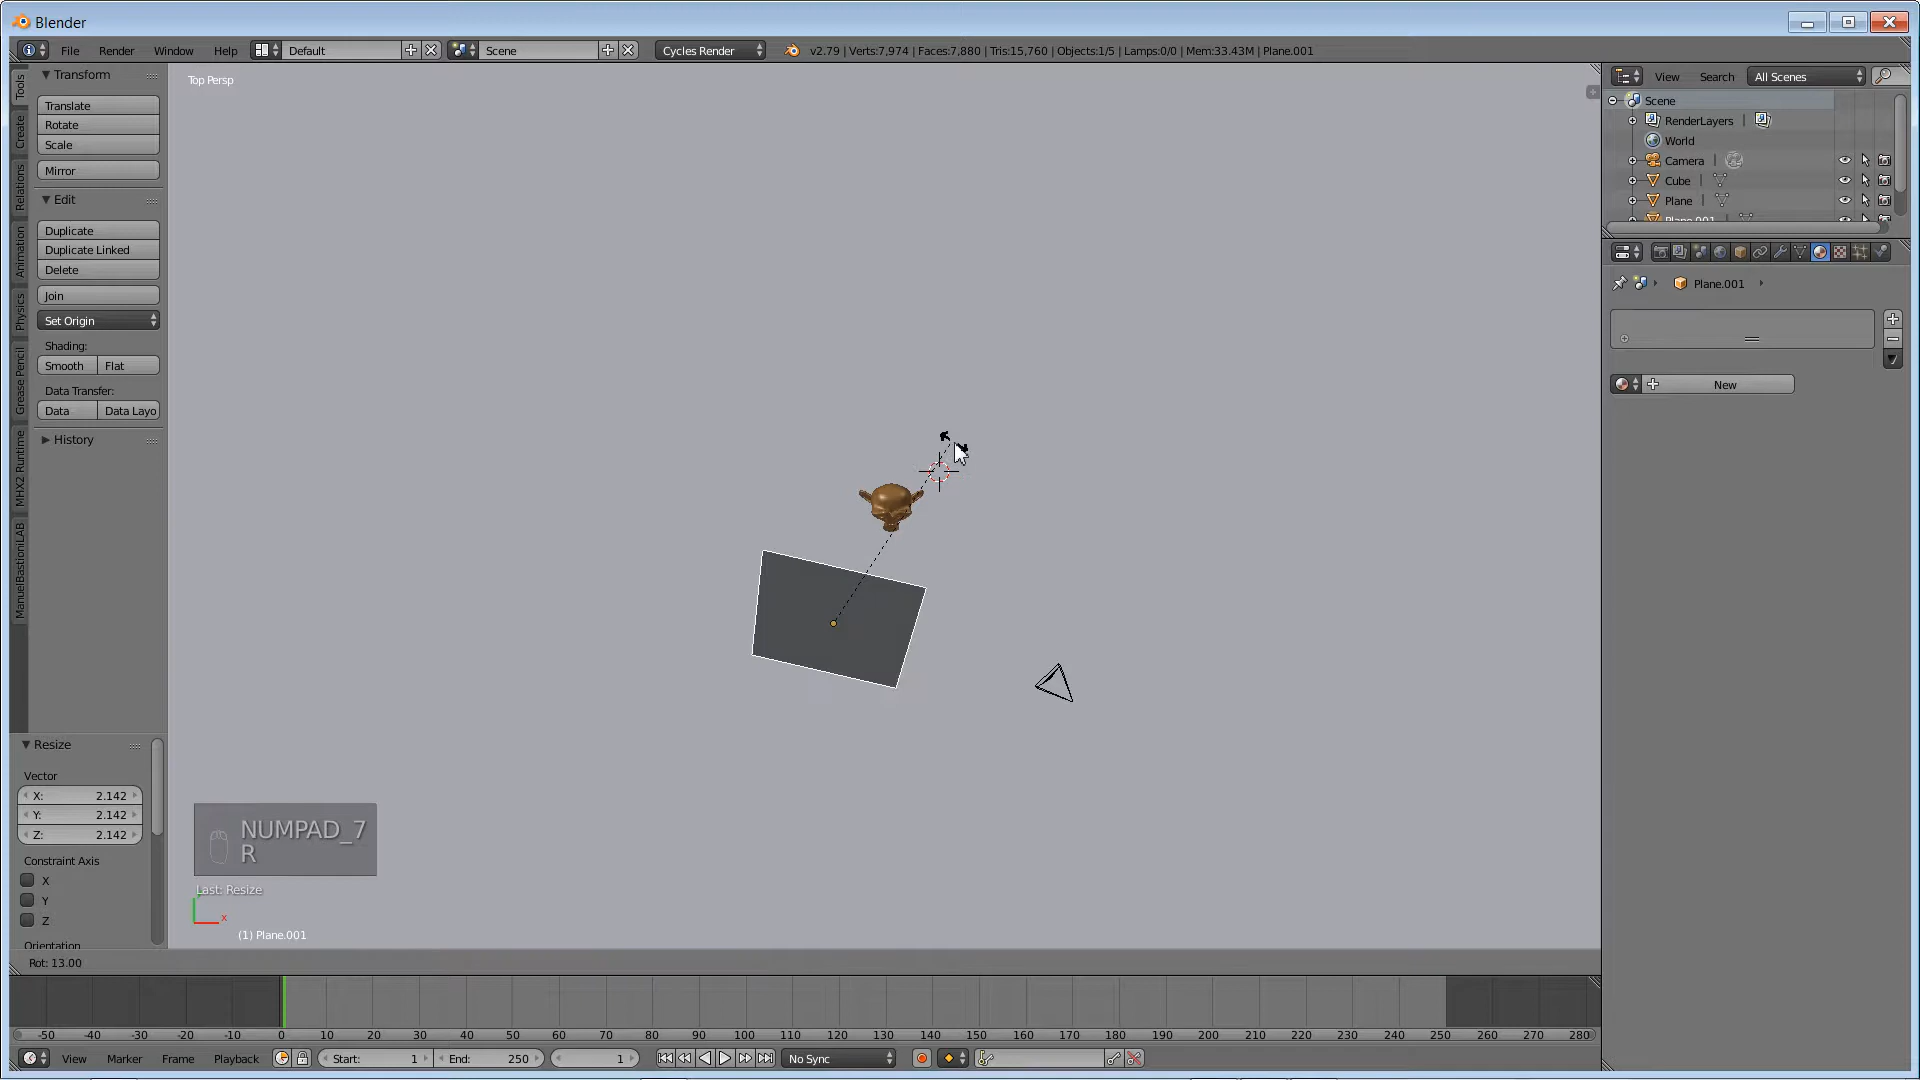 Blender
File Render Window Help Default Scene Cycles Render v2.79 | Verts:7,974 | Faces:7,880 | Tris:15,760 | Objects:1/5 | Lamps:0/0 | Mem:33.43M | Plane.001
Tools
Create
Relations
Animation
Physics
Grease Pencil
MHX2 Runtime
ManuelBastioniLAB
Transform
Translate
Rotate
Scale
Mirror
Edit
Duplicate
Duplicate Linked
Delete
Join
Set Origin
Shading:
Smooth Flat
Data Transfer:
Data Data Layo
History
Resize
Vector
X: 2.142
Y: 2.142
Z: 2.142
Constraint Axis
X
Y
Z
Orientation
Top Persp
NUMPAD_7
R
Last: Resize
x
(1) Plane.001
Rot: 13.00
View Search All Scenes
Scene
RenderLayers
World
Camera
Cube
Plane
Plane.001
Plane.001
New
-50 -40 -30 -20 -10 0 10 20 30 40 50 60 70 80 90 100 110 120 130 140 150 160 170 180 190 200 210 220 230 240 250 260 270 280
View Marker Frame Playback Start: 1 End: 250 1 No Sync